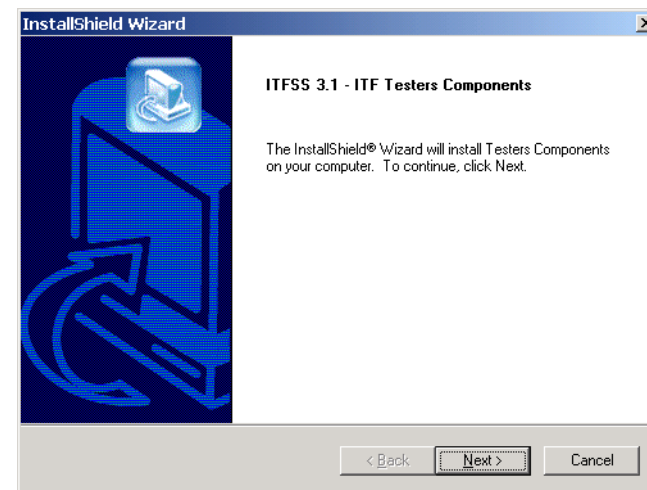 InstallShield Wizard
ITFSS 3.1 - ITF Testers Components
The InstallShield® Wizard will install Testers Components
on your computer. To continue, click Next.
< Back
Next >
Cancel